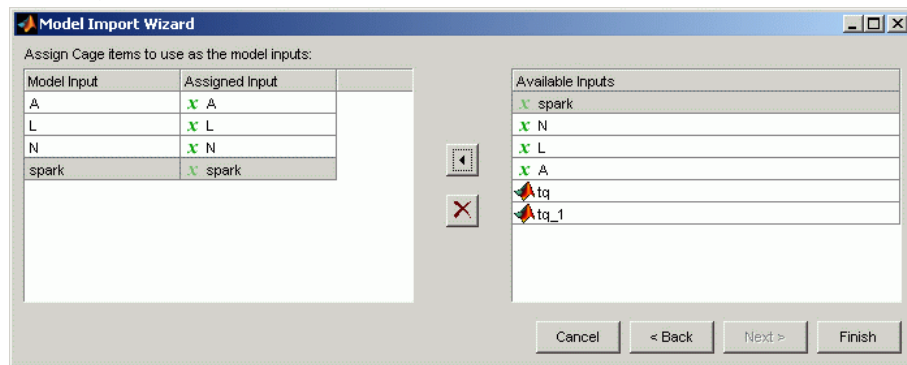 Model Import Wizard
Assign Cage items to use as the model inputs:
Model Input Assigned Input
A x A
L x L
N x N
spark x spark
Available Inputs
x spark
x N
x L
x A
tq
tq_1
Cancel < Back Next > Finish